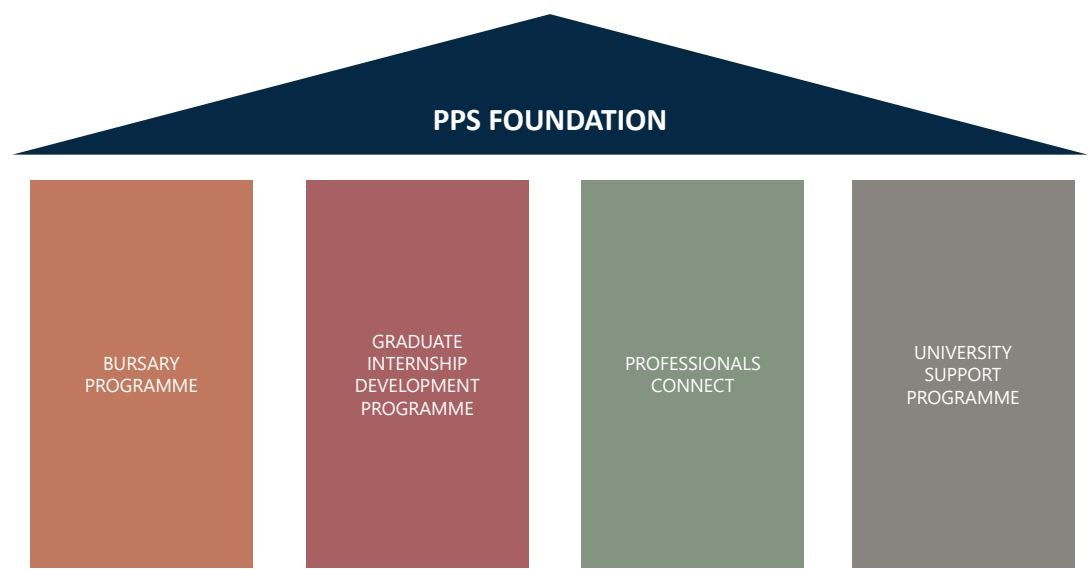 PPS FOUNDATION
BURSARY
PROGRAMME
GRADUATE
INTERNSHIP
DEVELOPMENT
PROGRAMME
PROFESSIONALS
CONNECT
UNIVERSITY
SUPPORT
PROGRAMME